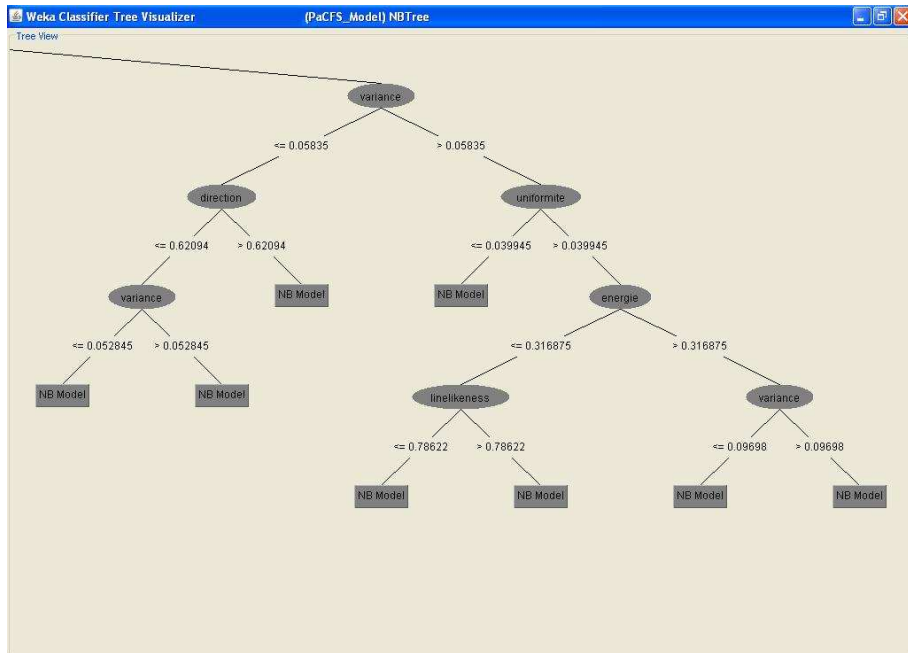 Weka Classifier Tree Visualizer (PaCFS_Model) NBTree
Tree View
variance
<= 0.05835 > 0.05835
direction uniformite
<= 0.62094 > 0.62094 <= 0.039945 > 0.039945
variance NB Model NB Model energie
<= 0.052845 > 0.052845 <= 0.316875 > 0.316875
NB Model NB Model linelikeness variance
<= 0.78622 > 0.78622 <= 0.09698 > 0.09698
NB Model NB Model NB Model NB Model